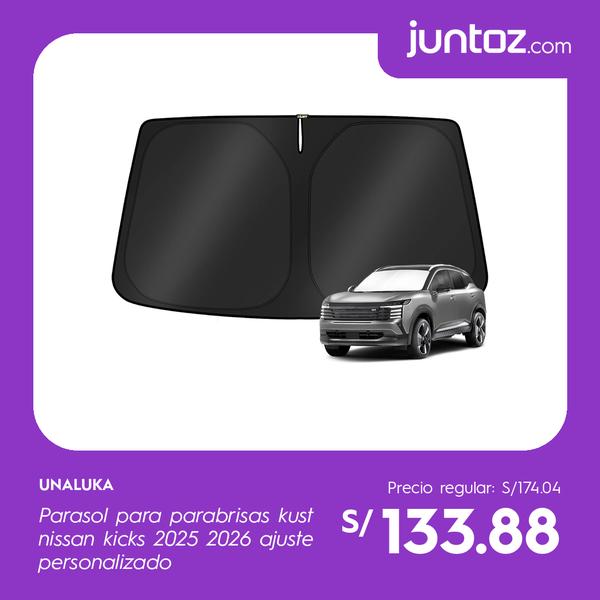 juntoz.com
UNALUKA
Parasol para parabrisas kust
nissan kicks 2025 2026 ajuste
personalizado
Precio regular: S/174.04
S/133.88